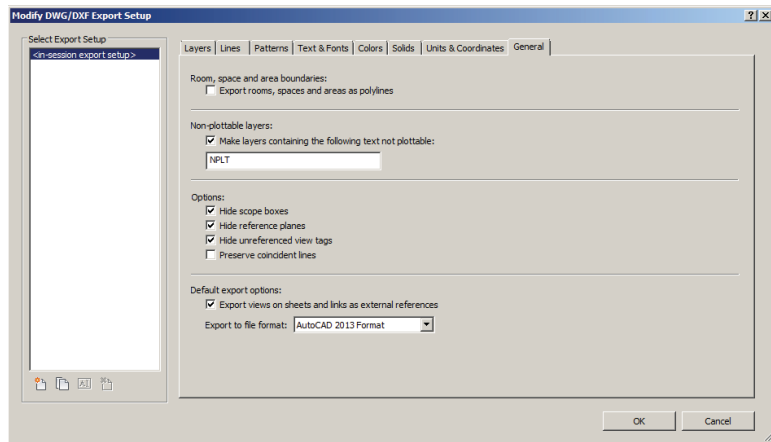 Modify DWG/DXF Export Setup
Select Export Setup
<in-session export setup>
Layers Lines Patterns Text & Fonts Colors Solids Units & Coordinates General
Room, space and area boundaries:
Export rooms, spaces and areas as polylines
Non-plottable layers:
Make layers containing the following text not plottable:
NPLT
Options:
Hide scope boxes
Hide reference planes
Hide unreferenced view tags
Preserve coincident lines
Default export options:
Export views on sheets and links as external references
Export to file format: AutoCAD 2013 Format
OK Cancel